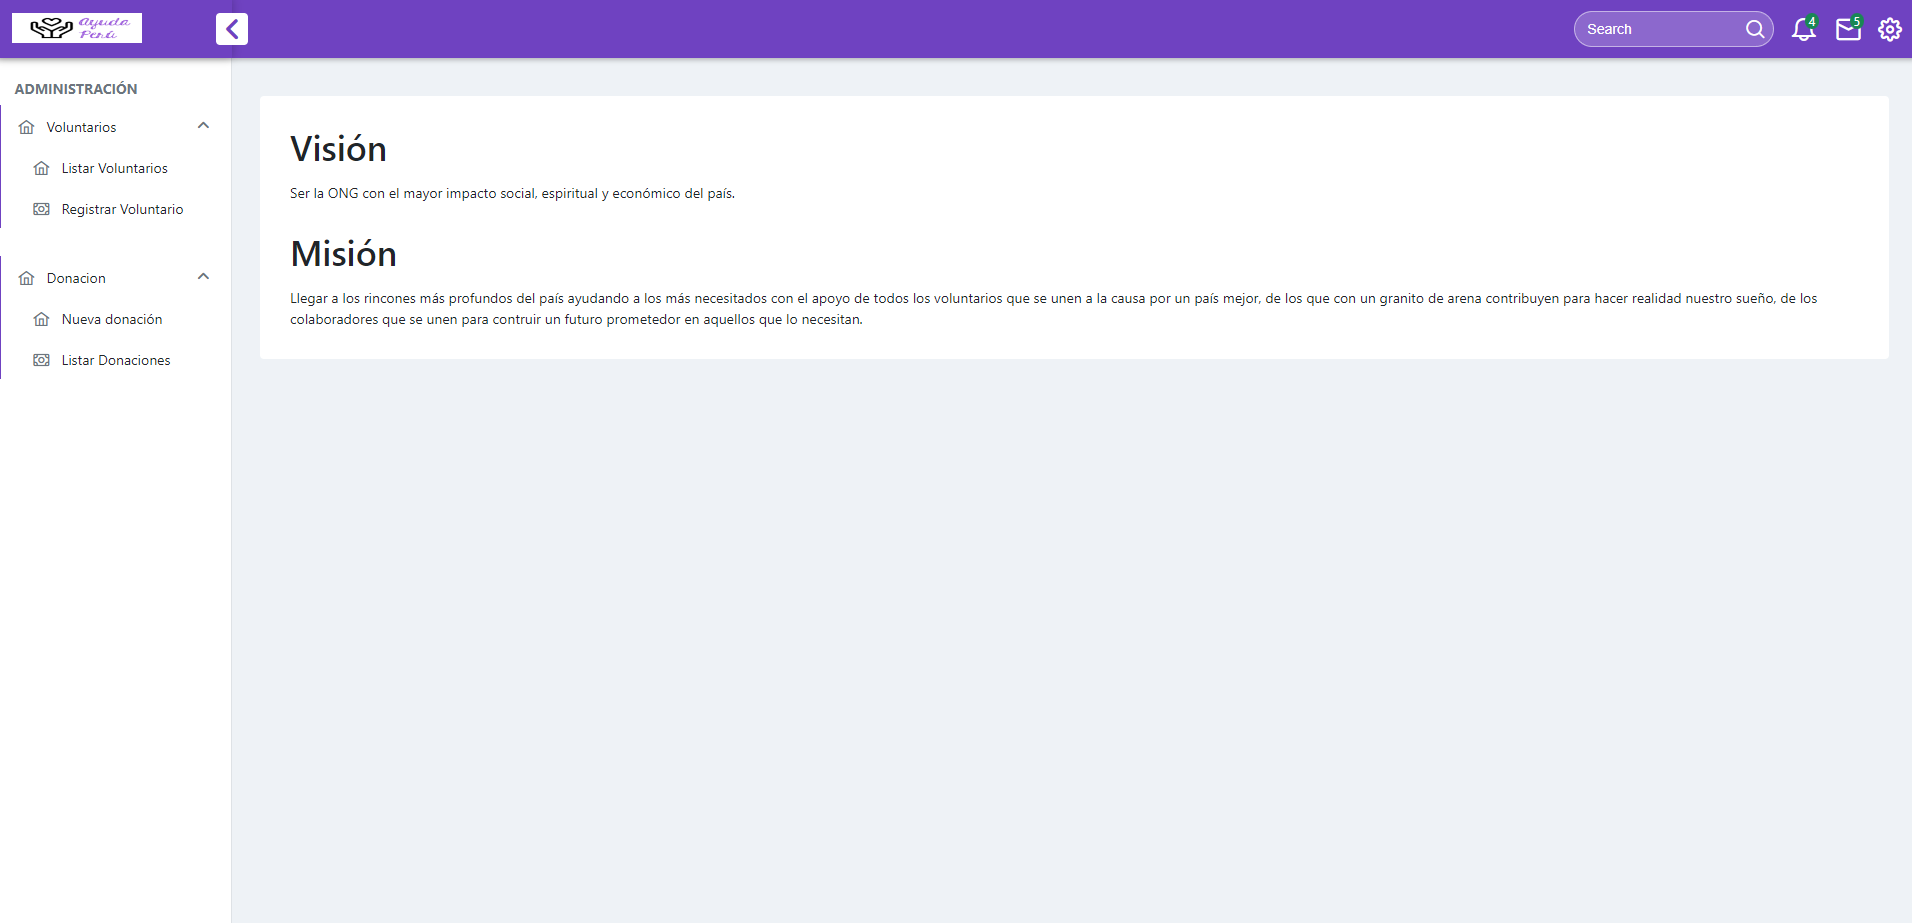 Ayuda
Perú
Search
4
5
ADMINISTRACIÓN
Voluntarios
Listar Voluntarios
Registrar Voluntario
Donacion
Nueva donación
Listar Donaciones
Visión
Ser la ONG con el mayor impacto social, espiritual y económico del país.
Misión
Llegar a los rincones más profundos del país ayudando a los más necesitados con el apoyo de todos los voluntarios que se unen a la causa por un país mejor, de los que con un granito de arena contribuyen para hacer realidad nuestro sueño, de los
colaboradores que se unen para contruir un futuro prometedor en aquellos que lo necesitan.